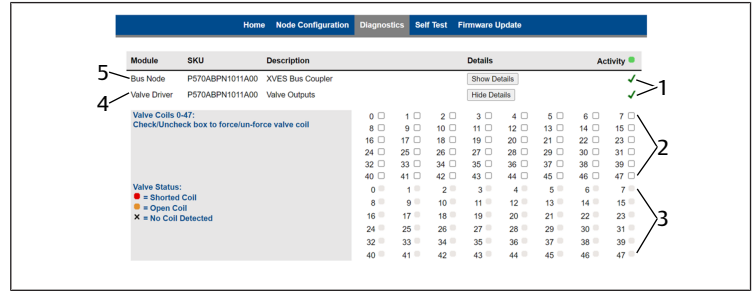 Home Node Configuration Diagnostics Self Test Firmware Update
Module SKU Description Details Activity
5 Bus Node P570ABPN1011A00 XVES Bus Coupler Show Details 1
4 Valve Driver P570ABPN1011A00 Valve Outputs Hide Details
Valve Coils 0-47:
Check/Uncheck box to force/un-force valve coil
0 1 2 3 4 5 6 7
8 9 10 11 12 13 14 15
16 17 18 19 20 21 22 23
2
24 25 26 27 28 29 30 31
32 33 34 35 36 37 38 39
40 41 42 43 44 45 46 47
Valve Status:
= Shorted Coil
= Open Coil
× = No Coil Detected
0 1 2 3 4 5 6 7
8 9 10 11 12 13 14 15
16 17 18 19 20 21 22 23
3
24 25 26 27 28 29 30 31
32 33 34 35 36 37 38 39
40 41 42 43 44 45 46 47